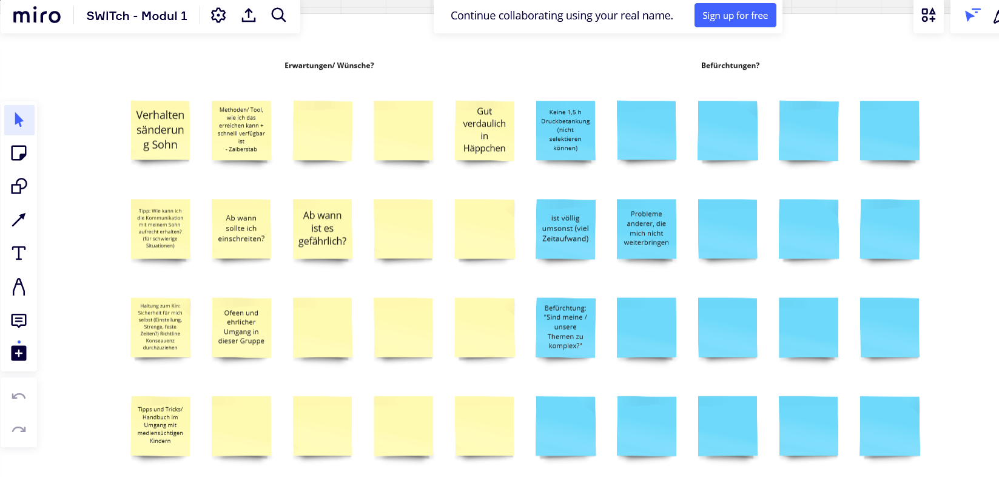 miro
SWITch - Modul 1
Continue collaborating using your real name.
Sign up for free
Erwartungen/ Wünsche?
Befürchtungen?
Verhalten
sänderun
g Sohn
Methoden/ Tool,
wie ich das
erreichen kann +
schnelll verfügbar
ist
- Zaiberstab
Gut
verdaulich
in
Häppchen
Keine 1,5 h
Druckbetankung
(nicht
selektieren
können)
Tipp: Wie kann ich
die Kommunikation
mit meinem Sohn
aufrecht erhalten?
(für schwierige
Situationen)
Ab wann
sollte ich
einschreiten?
Ab wann
ist es
gefährlich?
ist völlig
umsonst (viel
Zeitaufwand)
Probleme
anderer, die
mich nicht
weiterbringen
Haltung zum Kin:
Sicherheit für mich
selbst (Einstellung,
Strenge, feste
Zeiten?) Richtline
Konseauenz
durchzuziehen
Ofeen und
ehrlicher
Umgang in
dieser Gruppe
Befürchtung:
"Sind meine /
unsere
Themen zu
komplex?"
Tipps und Tricks/
Handbuch im
Umgang mit
mediensüchtigen
Kindern